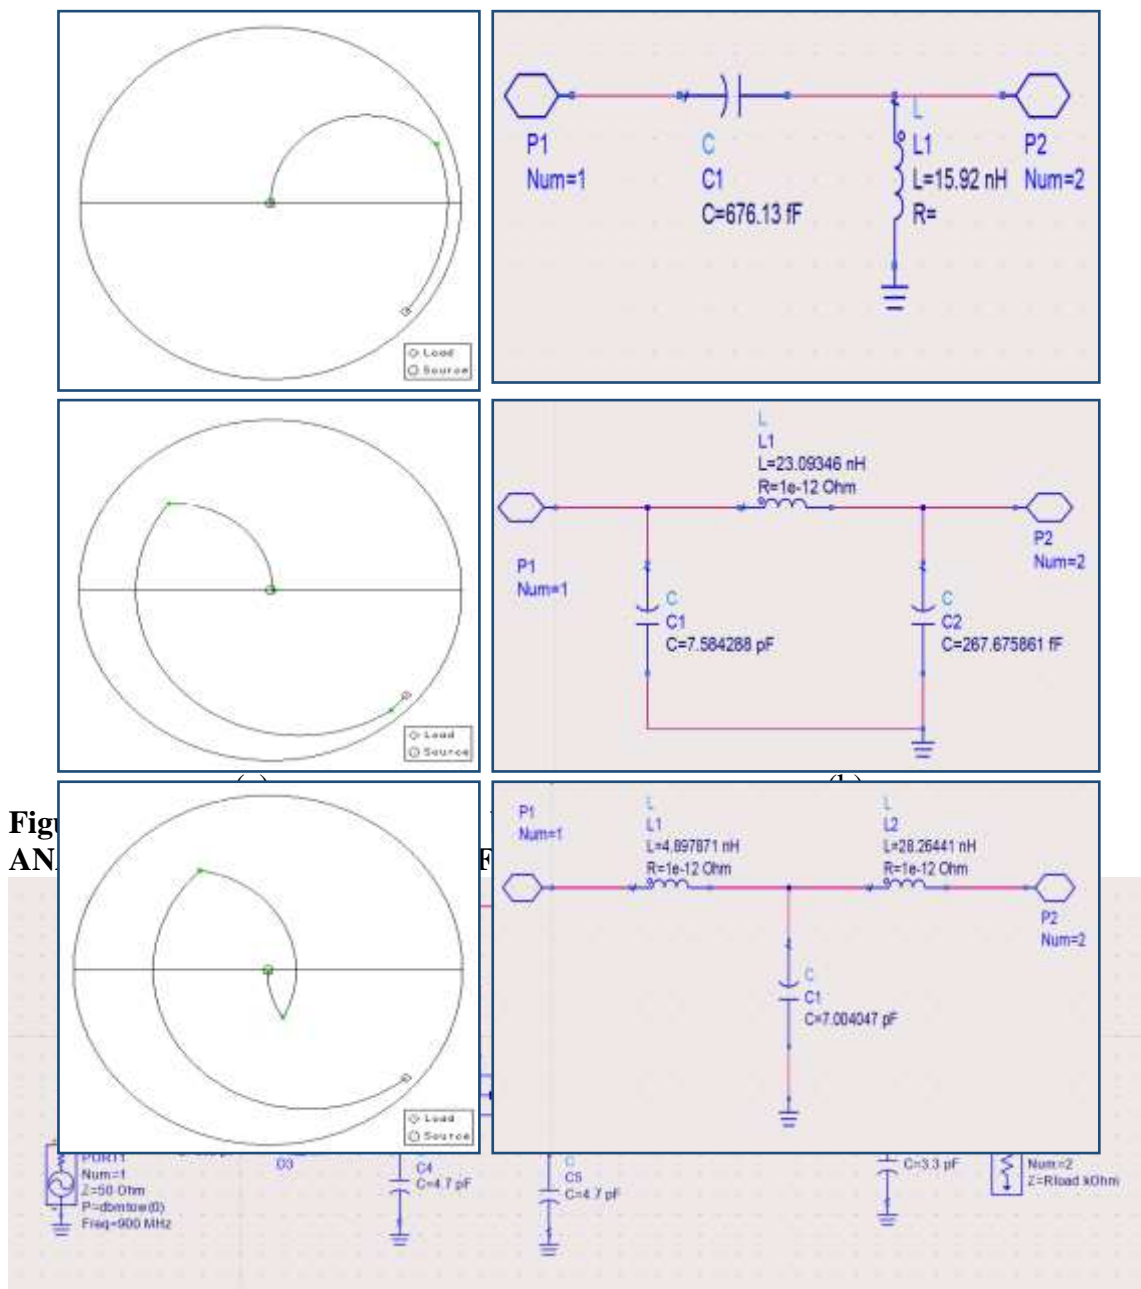 P1
Num=1
C
C1
C=676.13 fF
L
L1
L=15.92 nH
R=
P2
Num=2
Load
Source
L
L1
L=23.09346 nH
R=1e-12 Ohm
P1
Num=1
C
C1
C=7.584288 pF
C
C2
C=267.675861 fF
P2
Num=2
Load
Source
P1
Num=1
L
L1
L=4.897871 nH
R=1e-12 Ohm
L
L2
L=28.26441 nH
R=1e-12 Ohm
P2
Num=2
C
C1
C=7.004047 pF
Load
Source
PORT1
Num=1
Z=50 Ohm
P=dbmtow(0)
Freq=900 MHz
D3
C4
C=4.7 pF
C
C5
C=4.7 pF
C=3.3 pF
Num=2
Z=Rload kOhm